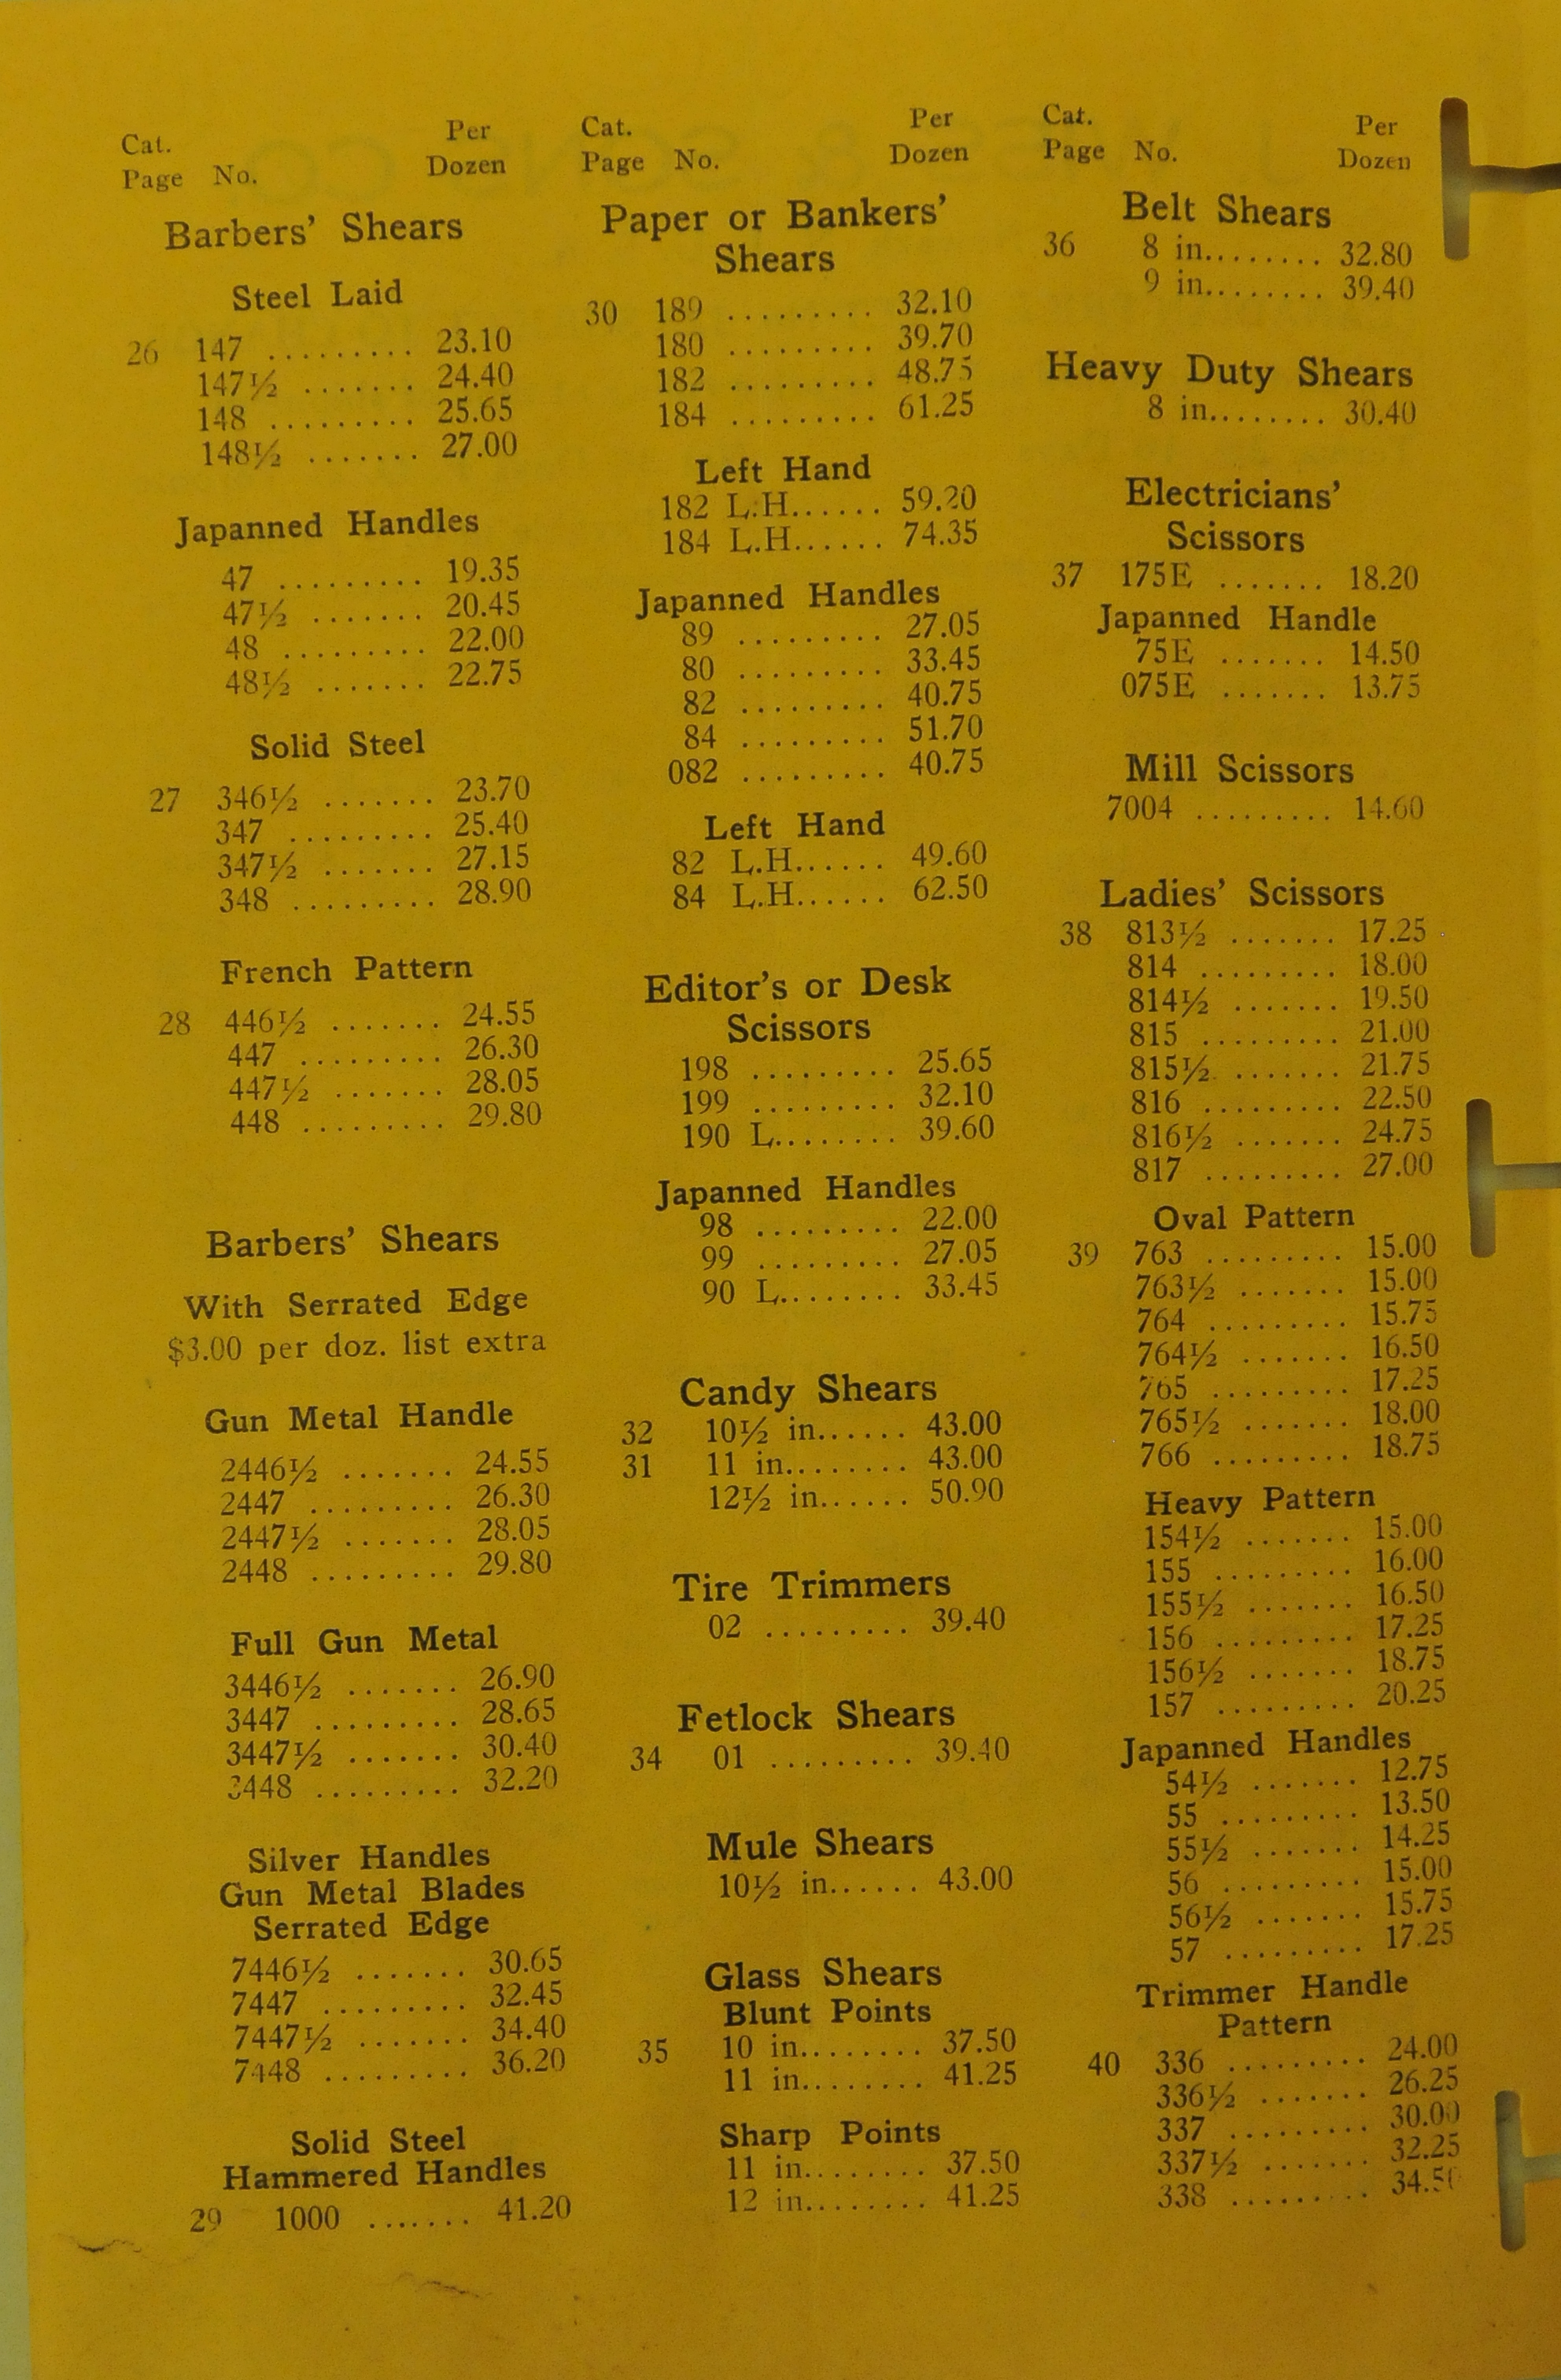 Cat.
Page No. Per
Dozen
Barbers' Shears
Steel Laid
26 147 ......... 23.10
147½ ....... 24.40
148 ......... 25.65
148½ ....... 27.00
Japanned Handles
47 ......... 19.35
47½ ....... 20.45
48 ......... 22.00
48½ ....... 22.75
Solid Steel
27 346½ ....... 23.70
347 ......... 25.40
347½ ....... 27.15
348 ......... 28.90
French Pattern
28 446½ ....... 24.55
447 ......... 26.30
447½ ....... 28.05
448 ......... 29.80
Barbers' Shears
With Serrated Edge
$3.00 per doz. list extra
Gun Metal Handle
2446½ ....... 24.55
2447 ......... 26.30
2447½ ....... 28.05
2448 ......... 29.80
Full Gun Metal
3446½ ....... 26.90
3447 ......... 28.65
3447½ ....... 30.40
3448 ......... 32.20
Silver Handles
Gun Metal Blades
Serrated Edge
7446½ ....... 30.65
7447 ......... 32.45
7447½ ....... 34.40
7448 ......... 36.20
Solid Steel
Hammered Handles
29 1000 ....... 41.20
Cat.
Page No. Per
Dozen
Paper or Bankers'
Shears
30 189 ......... 32.10
180 ......... 39.70
182 ......... 48.75
184 ......... 61.25
Left Hand
182 L.H...... 59.20
184 L.H...... 74.35
Japanned Handles
89 ......... 27.05
80 ......... 33.45
82 ......... 40.75
84 ......... 51.70
082 ......... 40.75
Left Hand
82 L.H...... 49.60
84 L.H...... 62.50
Editor's or Desk
Scissors
198 ......... 25.65
199 ......... 32.10
190 L........ 39.60
Japanned Handles
98 ......... 22.00
99 ......... 27.05
90 L........ 33.45
Candy Shears
32 10½ in...... 43.00
31 11 in........ 43.00
12½ in...... 50.90
Tire Trimmers
02 ......... 39.40
Fetlock Shears
34 01 ......... 39.40
Mule Shears
10½ in...... 43.00
Glass Shears
Blunt Points
35 10 in........ 37.50
11 in........ 41.25
Sharp Points
11 in........ 37.50
12 in........ 41.25
Cat.
Page No. Per
Dozen
Belt Shears
36 8 in........ 32.80
9 in........ 39.40
Heavy Duty Shears
8 in........ 30.40
Electricians'
Scissors
37 175E ....... 18.20
Japanned Handle
75E ....... 14.50
075E ....... 13.75
Mill Scissors
7004 ......... 14.60
Ladies' Scissors
38 813½ ....... 17.25
814 ......... 18.00
814½ ....... 19.50
815 ......... 21.00
815½ ....... 21.75
816 ......... 22.50
816½ ....... 24.75
817 ......... 27.00
Oval Pattern
39 763 ......... 15.00
763½ ....... 15.00
764 ......... 15.75
764½ ....... 16.50
765 ......... 17.25
765½ ....... 18.00
766 ......... 18.75
Heavy Pattern
154½ ....... 15.00
155 ......... 16.00
155½ ....... 16.50
156 ......... 17.25
156½ ....... 18.75
157 ......... 20.25
Japanned Handles
54½ ....... 12.75
55 ......... 13.50
55½ ....... 14.25
56 ......... 15.00
56½ ....... 15.75
57 ......... 17.25
Trimmer Handle
Pattern
40 336 ......... 24.00
336½ ....... 26.25
337 ......... 30.00
337½ ....... 32.25
338 ......... 34.50